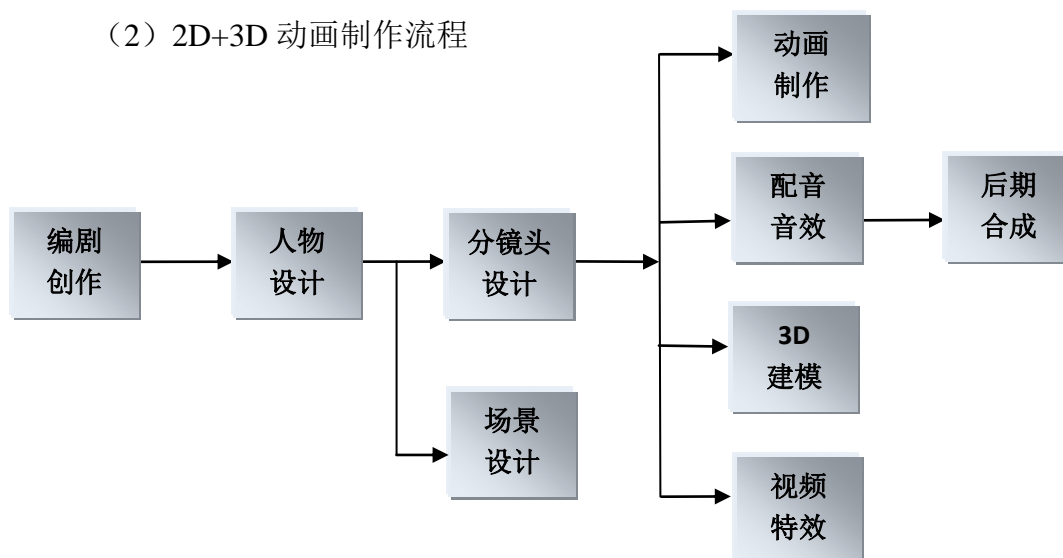 （2）2D+3D 动画制作流程
动画
制作
配音
音效
后期
合成
编剧
创作
人物
设计
分镜头
设计
3D
建模
场景
设计
视频
特效